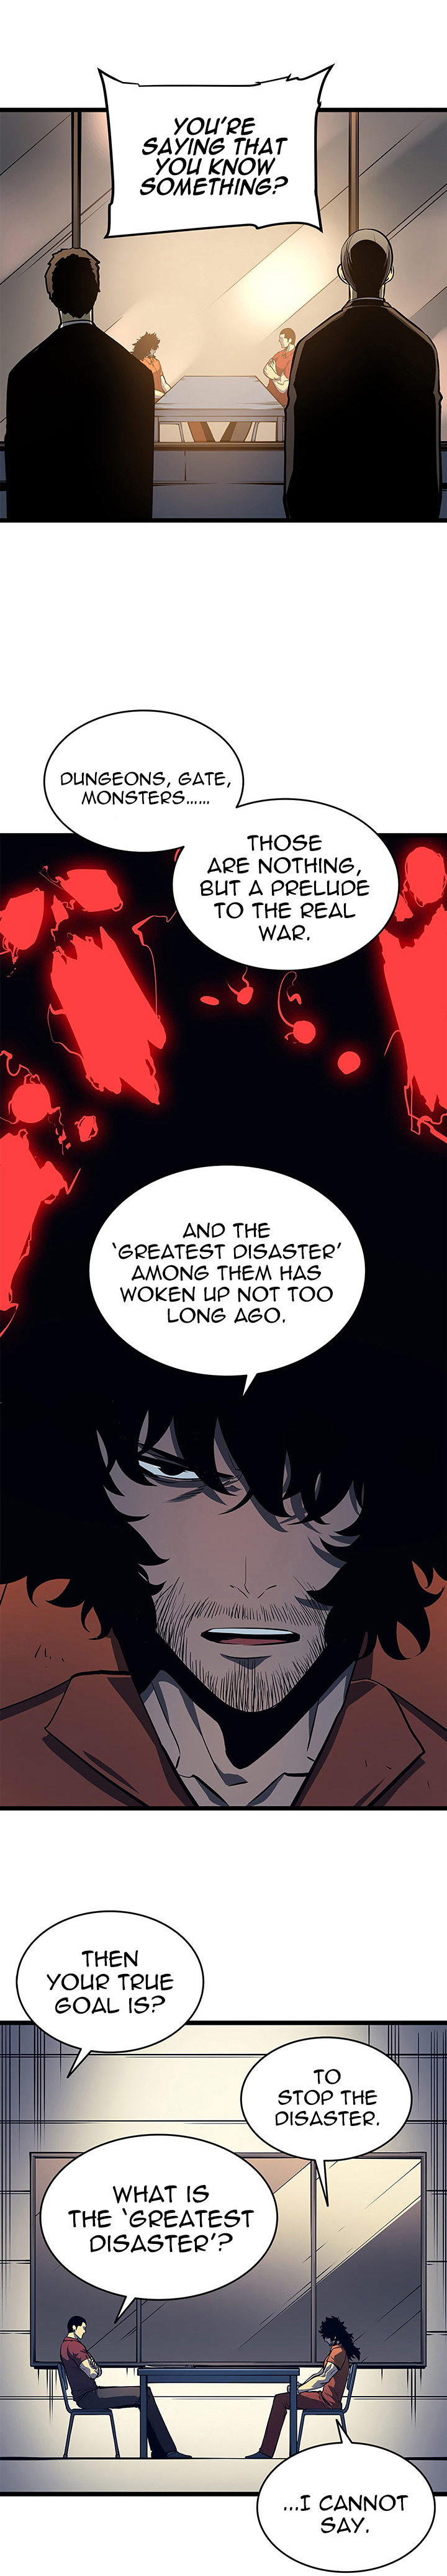 YOU'RE
SAYING THAT
YOU KNOW
SOMETHING?
DUNGEONS, GATE,
MONSTERS......
THOSE
ARE NOTHING,
BUT A PRELUDE
TO THE REAL
WAR.
AND THE
'GREATEST DISASTER'
AMONG THEM HAS
WOKEN UP NOT TOO
LONG AGO.
THEN
YOUR TRUE
GOAL IS?
TO
STOP THE
DISASTER.
WHAT IS
THE 'GREATEST
DISASTER'?
...I CANNOT
SAY.